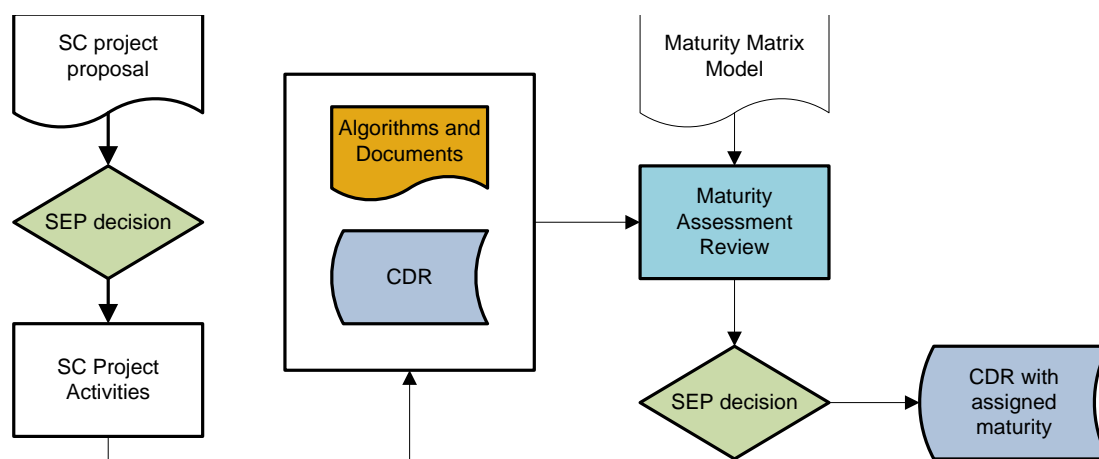 SC project
proposal
SEP decision
SC Project
Activities
Algorithms and
Documents
CDR
Maturity Matrix
Model
Maturity
Assessment
Review
SEP decision
CDR with
assigned
maturity